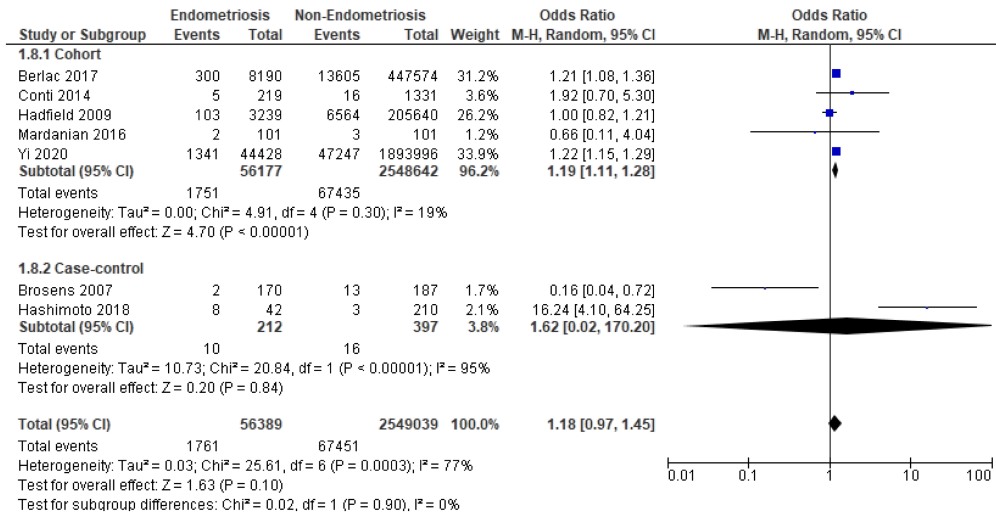 Endometriosis Non-Endometriosis Odds Ratio Odds Ratio
Study or Subgroup Events Total Events Total Weight M-H, Random, 95% CI M-H, Random, 95% CI
1.8.1 Cohort
Berlac 2017 300 8190 13605 447574 31.2% 1.21 [1.08, 1.36]
Conti 2014 5 219 16 1331 3.6% 1.92 [0.70, 5.30]
Hadfield 2009 103 3239 6564 205640 26.2% 1.00 [0.82, 1.21]
Mardanian 2016 2 101 3 101 1.2% 0.66 [0.11, 4.04]
Yi 2020 1341 44428 47247 1893996 33.9% 1.22 [1.15, 1.29]
Subtotal (95% CI) 56177 2548642 96.2% 1.19 [1.11, 1.28]
Total events 1751 67435
Heterogeneity: Tau² = 0.00; Chi² = 4.91, df = 4 (P = 0.30); I² = 19%
Test for overall effect: Z = 4.70 (P < 0.00001)
1.8.2 Case-control
Brosens 2007 2 170 13 187 1.7% 0.16 [0.04, 0.72]
Hashimoto 2018 8 42 3 210 2.1% 16.24 [4.10, 64.25]
Subtotal (95% CI) 212 397 3.8% 1.62 [0.02, 170.20]
Total events 10 16
Heterogeneity: Tau² = 10.73; Chi² = 20.84, df = 1 (P < 0.00001); I² = 95%
Test for overall effect: Z = 0.20 (P = 0.84)
Total (95% CI) 56389 2549039 100.0% 1.18 [0.97, 1.45]
Total events 1761 67451
Heterogeneity: Tau² = 0.03; Chi² = 25.61, df = 6 (P = 0.0003); I² = 77%
Test for overall effect: Z = 1.63 (P = 0.10)
Test for subgroup differences: Chi² = 0.02, df = 1 (P = 0.90), I² = 0%
0.01 0.1 1 10 100